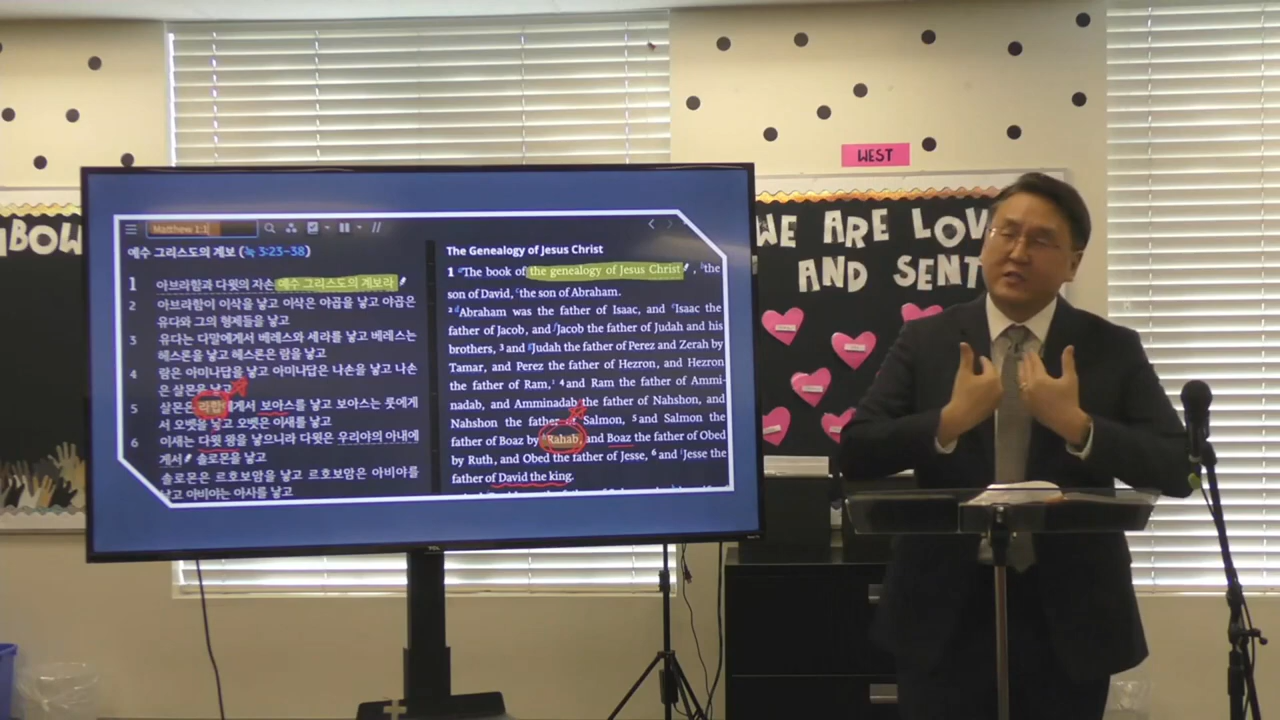 WEST
BOW
WE ARE LOV
AND SENT
Matthew 1:1
예수 그리스도의 계보 (눅 3:23-38)
1 아브라함과 다윗의 자손 예수 그리스도의 계보라
2 아브라함이 이삭을 낳고 이삭은 야곱을 낳고 야곱은
유다와 그의 형제들을 낳고
3 유다는 다말에게서 베레스와 세라를 낳고 베레스는
헤스론을 낳고 헤스론은 람을 낳고
4 람은 아미나답을 낳고 아미나답은 나손을 낳고 나손
은 살몬을 낳고
5 살몬은 라합에게서 보아스를 낳고 보아스는 룻에게
서 오벳을 낳고 오벳은 이새를 낳고
6 이새는 다윗 왕을 낳으니라 다윗은 우리야의 아내에
게서 솔로몬을 낳고
솔로몬은 르호보암을 낳고 르호보암은 아비야를
낳고 아비야는 아사를 낳고
The Genealogy of Jesus Christ
1 The book of the genealogy of Jesus Christ, the
son of David, the son of Abraham.
2 Abraham was the father of Isaac, and Isaac the
father of Jacob, and Jacob the father of Judah and his
brothers, 3 and Judah the father of Perez and Zerah by
Tamar, and Perez the father of Hezron, and Hezron
the father of Ram, 4 and Ram the father of Ammi-
nadab, and Amminadab the father of Nahshon, and
Nahshon the father of Salmon, 5 and Salmon the
father of Boaz by Rahab, and Boaz the father of Obed
by Ruth, and Obed the father of Jesse, 6 and Jesse the
father of David the king.
TCL